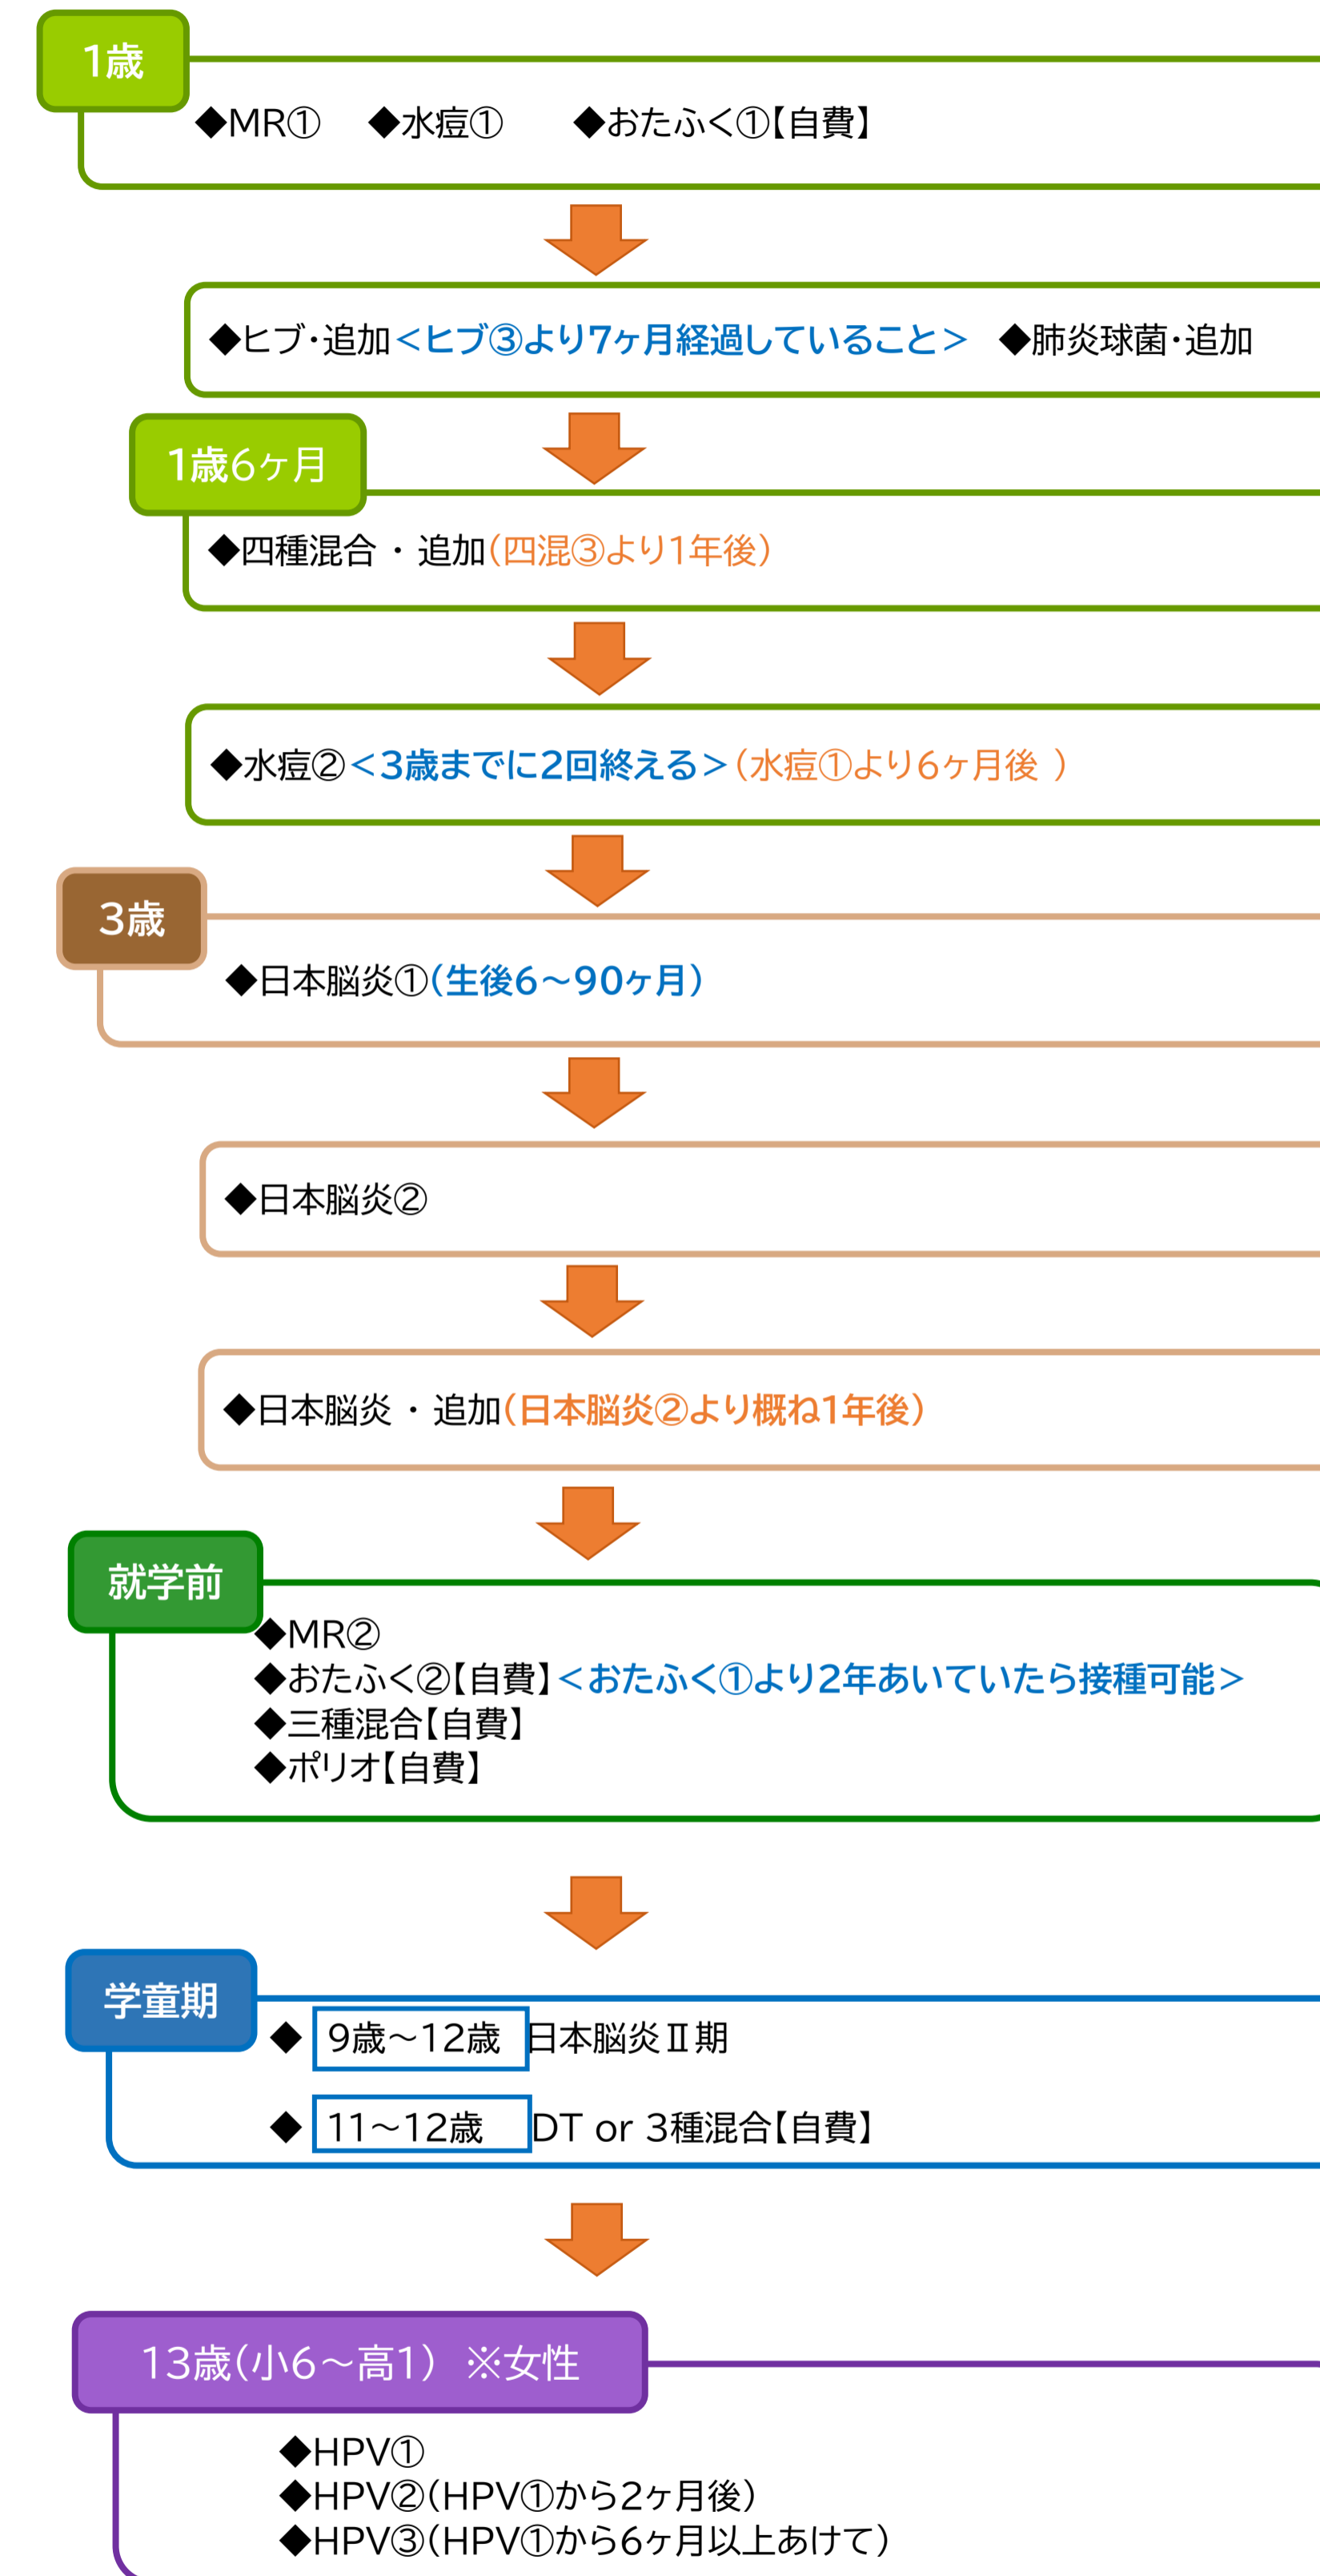 1歳
◆MR①　◆水痘①　　◆おたふく①【自費】
◆ヒブ・追加<ヒブ③より7ヶ月経過していること>　◆肺炎球菌・追加
1歳6ヶ月
◆四種混合 ・ 追加(四混③より1年後)
◆水痘②<3歳までに2回終える>(水痘①より6ヶ月後 )
3歳
◆日本脳炎①(生後6～90ヶ月)
◆日本脳炎②
◆日本脳炎 ・ 追加(日本脳炎②より概ね1年後)
就学前
◆MR②
◆おたふく②【自費】<おたふく①より2年あいていたら接種可能>
◆三種混合【自費】
◆ポリオ【自費】
学童期
◆ 9歳～12歳 日本脳炎Ⅱ期
◆ 11～12歳 DT or 3種混合【自費】
13歳(小6～高1) ※女性
◆HPV①
◆HPV②(HPV①から2ヶ月後)
◆HPV③(HPV①から6ヶ月以上あけて)